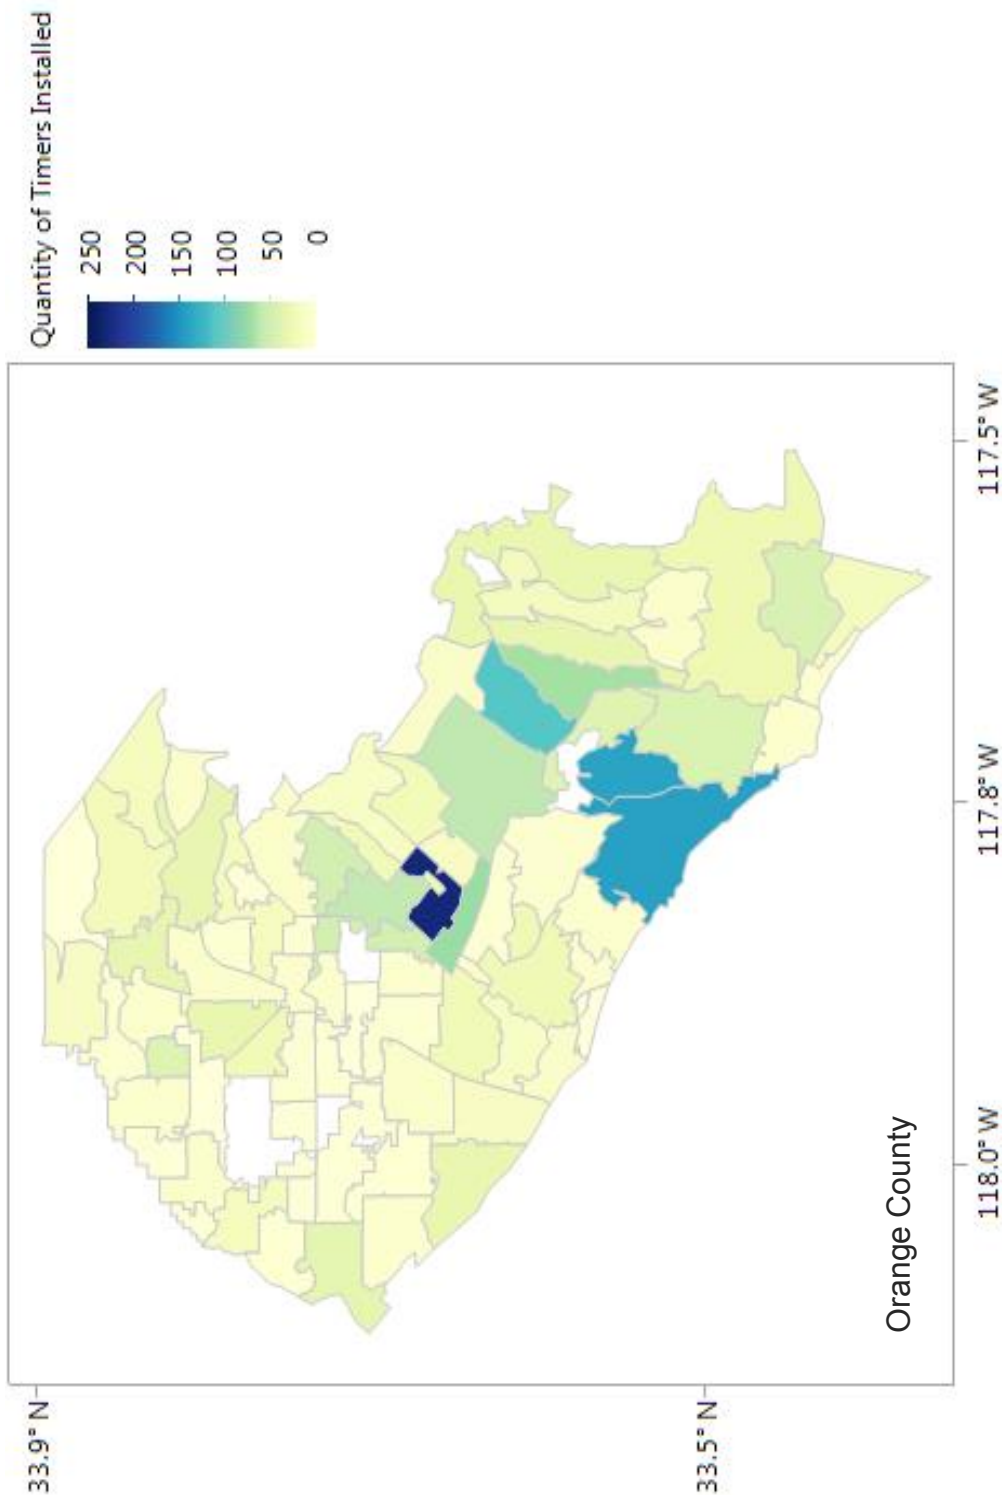 Quantity of Timers Installed
250
200
150
100
50
0
33.9° N
33.5° N
118.0° W
117.8° W
117.5° W
Orange County